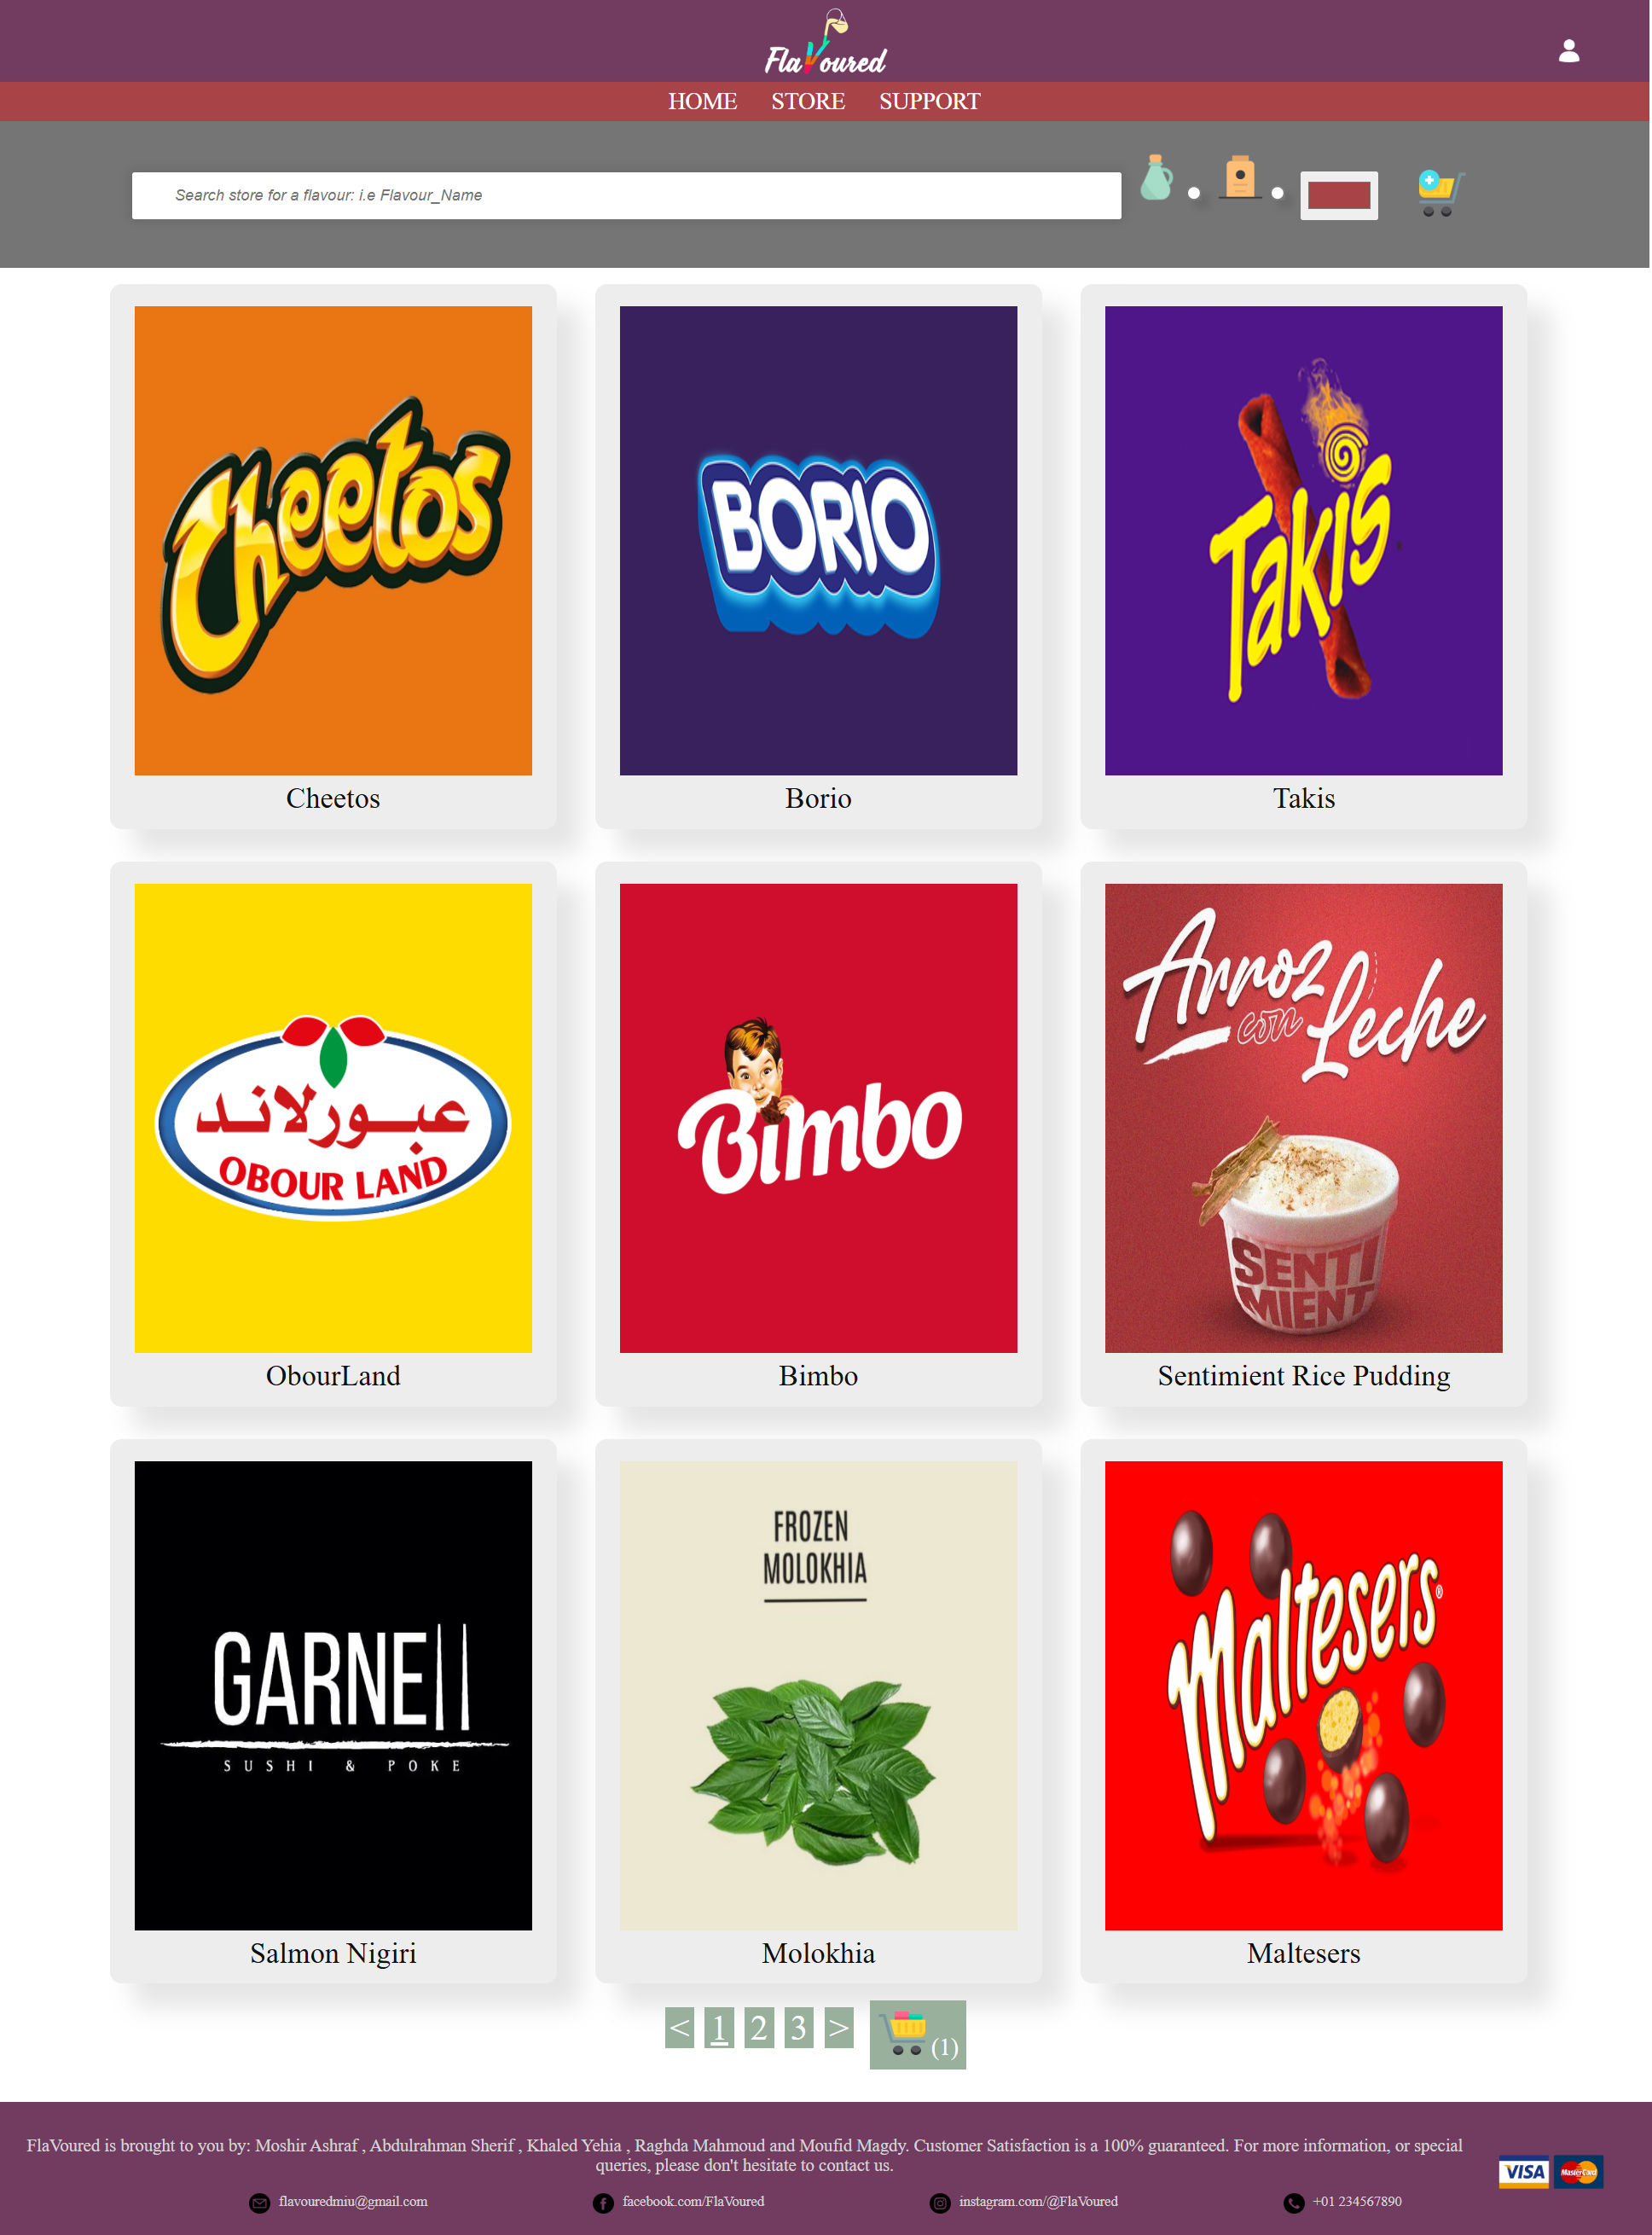 FlaVoured
HOME STORE SUPPORT
Search store for a flavour: i.e Flavour_Name
Cheetos
BORIO
Takis
Cheetos
Borio
Takis
عبورلاند
OBOUR LAND
Bimbo
Arroz
con Leche
SENTI
MIENT
ObourLand
Bimbo
Sentimient Rice Pudding
GARNELL
SUSHI & POKE
FROZEN
MOLOKHIA
Maltesers®
Salmon Nigiri
Molokhia
Maltesers
< 1 2 3 > (1)
FlaVoured is brought to you by: Moshir Ashraf , Abdulrahman Sherif , Khaled Yehia , Raghda Mahmoud and Moufid Magdy. Customer Satisfaction is a 100% guaranteed. For more information, or special
queries, please don't hesitate to contact us.
VISA MasterCard
flavouredmiu@gmail.com facebook.com/FlaVoured instagram.com/@FlaVoured +01 234567890